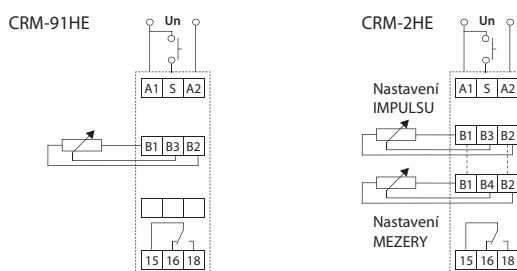 CRM-91HE
Un
A1 S A2
B1 B3 B2
15 16 18
CRM-2HE
Un
A1 S A2
Nastavení
IMPULSU
B1 B3 B2
B1 B4 B2
Nastavení
MEZERY
15 16 18